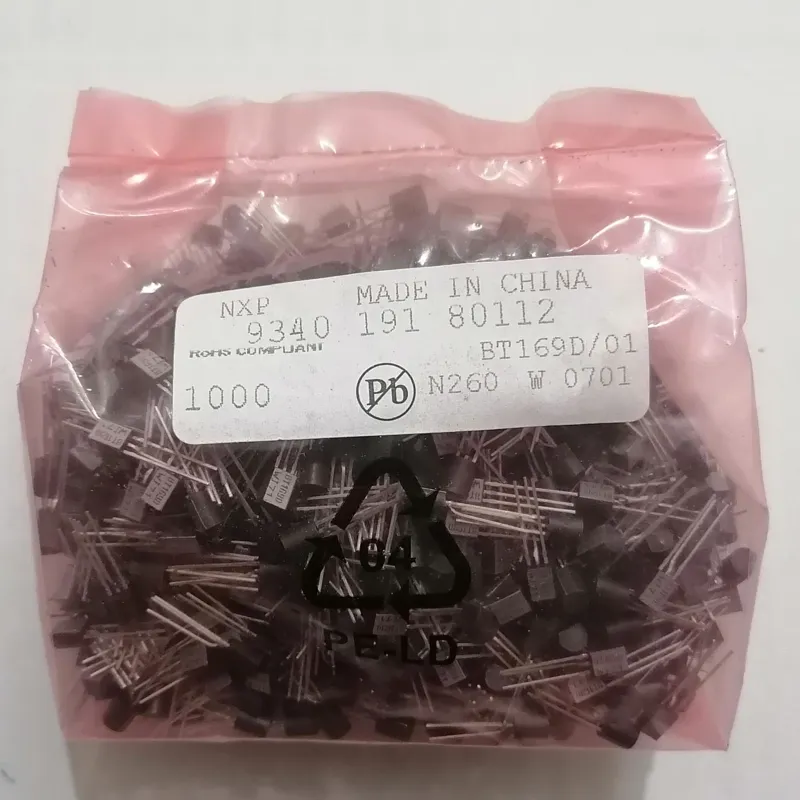 NXP MADE IN CHINA
9340 191 80112
RoHS COMPLIANT BT169D/01
1000 Pb N260 W 0701
04
PE-LD